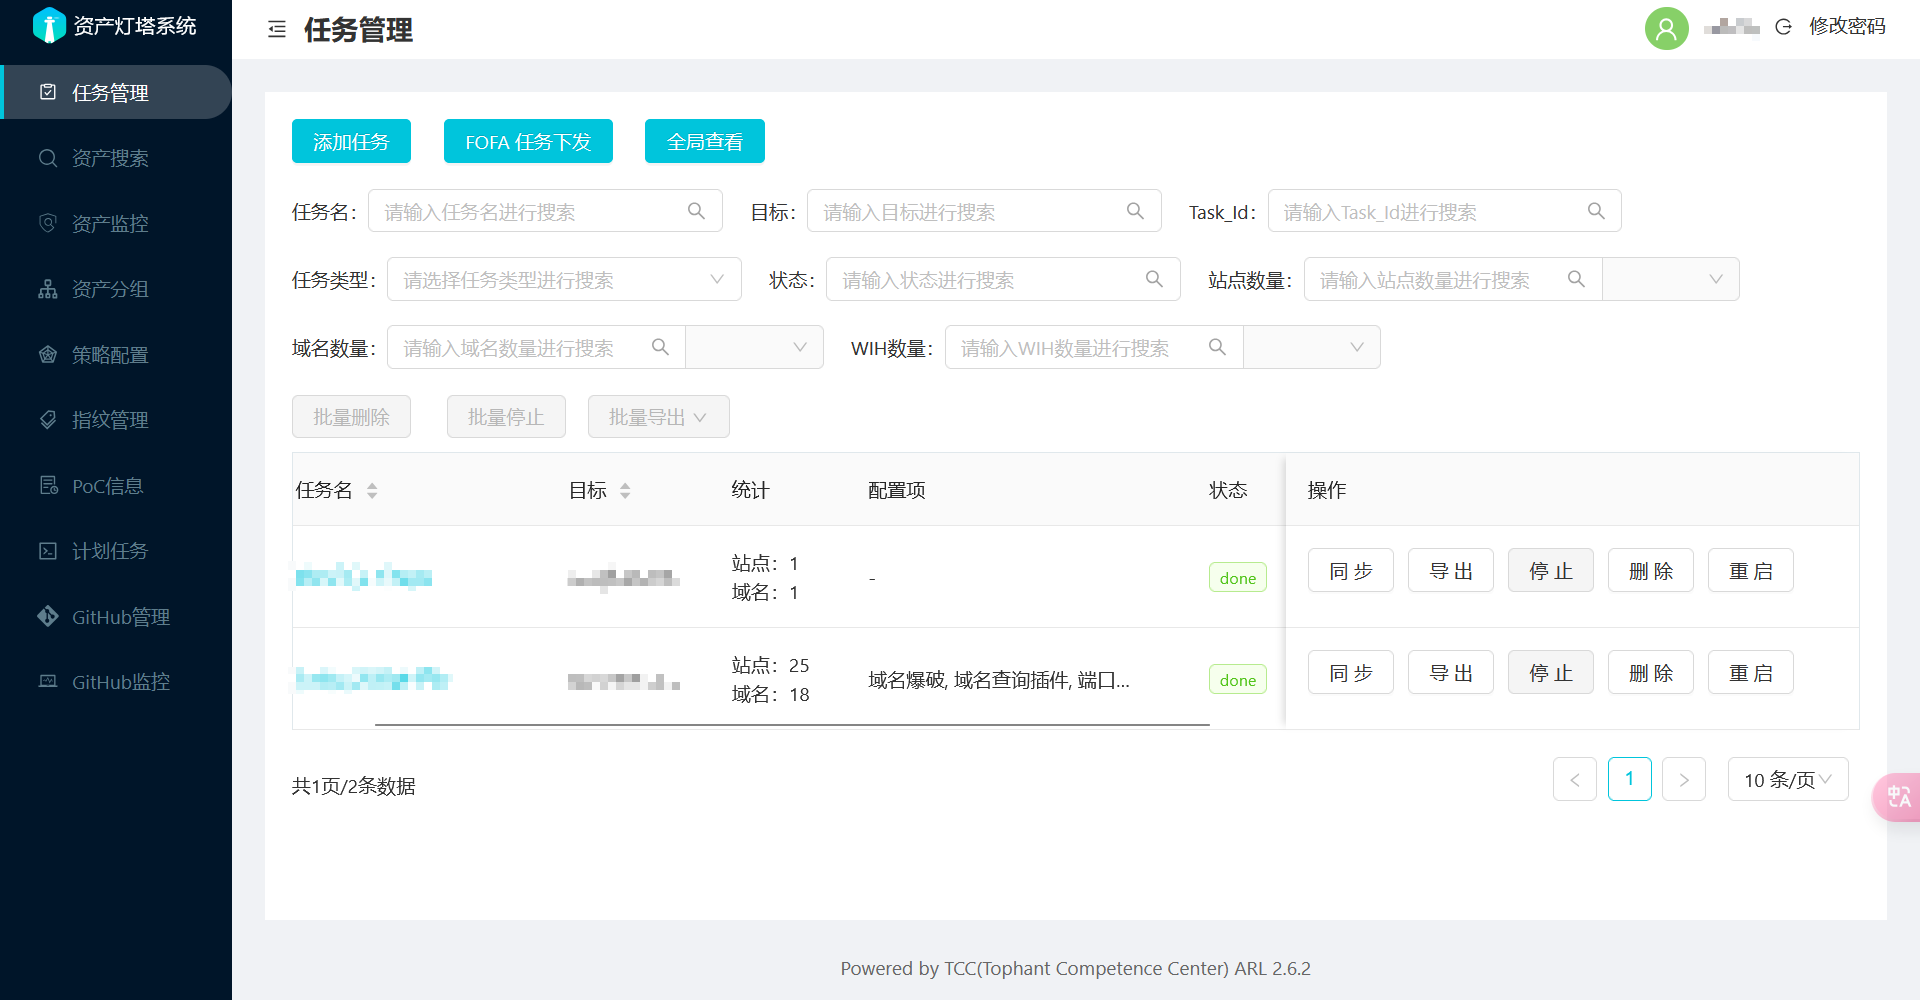 资产灯塔系统
任务管理
修改密码
任务管理
资产搜索
资产监控
资产分组
策略配置
指纹管理
PoC信息
计划任务
GitHub管理
GitHub监控
添加任务
FOFA 任务下发
全局查看
任务名：
请输入任务名进行搜索
目标：
请输入目标进行搜索
Task_Id：
请输入Task_Id进行搜索
任务类型：
请选择任务类型进行搜索
状态：
请输入状态进行搜索
站点数量：
请输入站点数量进行搜索
域名数量：
请输入域名数量进行搜索
WIH数量：
请输入WIH数量进行搜索
批量删除
批量停止
批量导出
任务名
目标
统计
配置项
状态
操作
站点：1
域名：1
-
done
同 步
导 出
停 止
删 除
重 启
站点：25
域名：18
域名爆破, 域名查询插件, 端口...
done
同 步
导 出
停 止
删 除
重 启
共1页/2条数据
1
10 条/页
中A
Powered by TCC(Tophant Competence Center) ARL 2.6.2